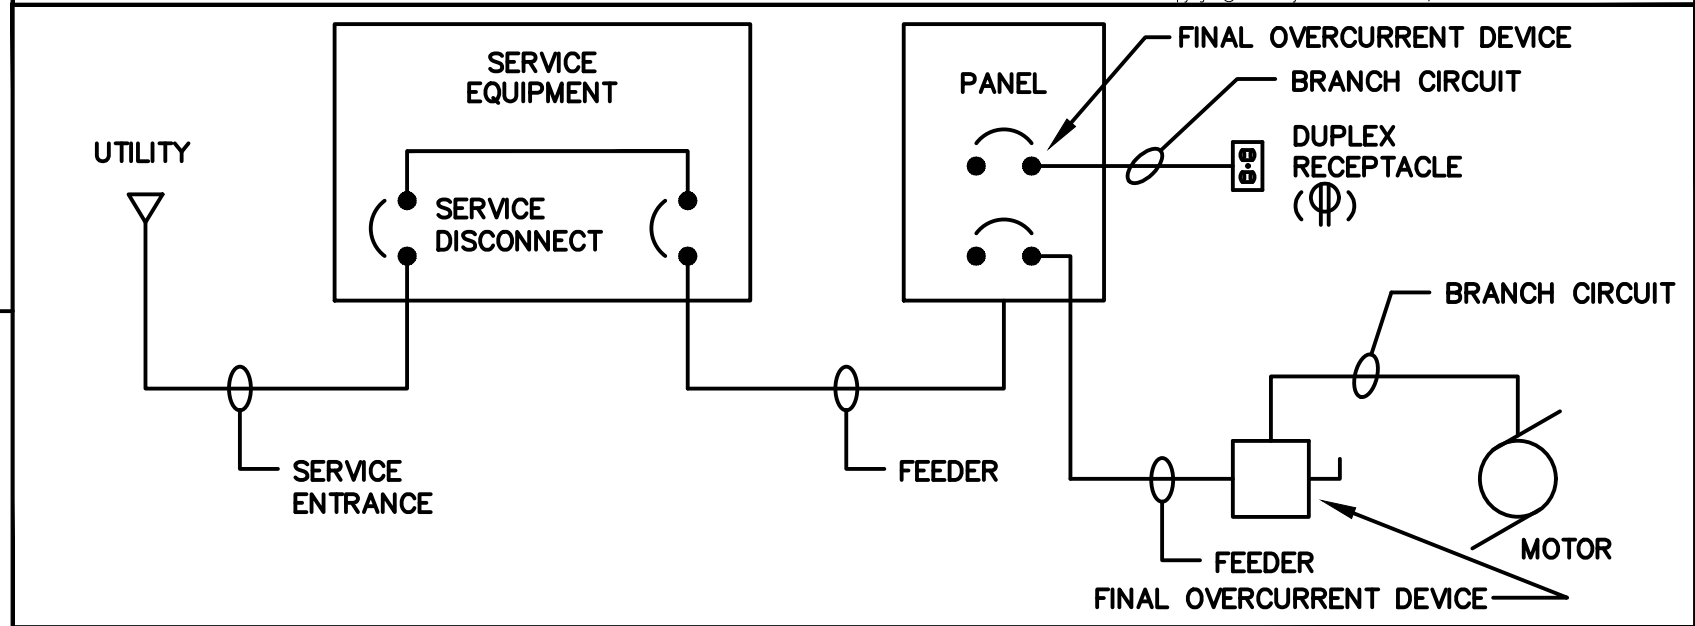 FINAL OVERCURRENT DEVICE
SERVICE
EQUIPMENT
PANEL
BRANCH CIRCUIT
UTILITY
DUPLEX
RECEPTACLE
( )
SERVICE
DISCONNECT
BRANCH CIRCUIT
SERVICE
ENTRANCE
FEEDER
MOTOR
FEEDER
FINAL OVERCURRENT DEVICE